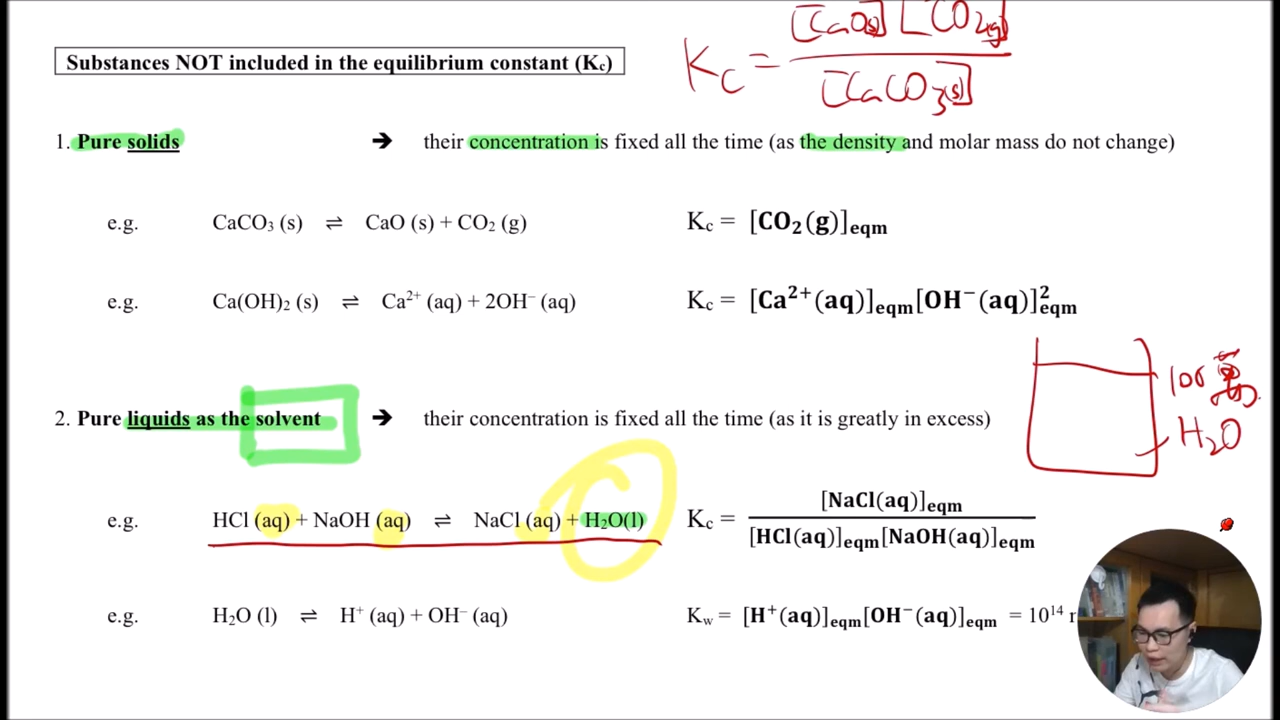 Kc = [CaO(s)] [CO2(g)] / [CaCO3(s)]
Substances NOT included in the equilibrium constant (Kc)
1. Pure solids → their concentration is fixed all the time (as the density and molar mass do not change)
e.g. CaCO₃ (s) ⇌ CaO (s) + CO₂ (g) Kc = [CO₂(g)]eqm
e.g. Ca(OH)₂ (s) ⇌ Ca²⁺ (aq) + 2OH⁻ (aq) Kc = [Ca²⁺(aq)]eqm[OH⁻(aq)]²eqm
2. Pure liquids as the solvent → their concentration is fixed all the time (as it is greatly in excess)
100 萬
H₂O
e.g. HCl (aq) + NaOH (aq) ⇌ NaCl (aq) + H₂O(l) Kc = [NaCl(aq)]eqm / [HCl(aq)]eqm[NaOH(aq)]eqm
e.g. H₂O (l) ⇌ H⁺ (aq) + OH⁻ (aq) Kw = [H⁺(aq)]eqm[OH⁻(aq)]eqm = 10¹⁴